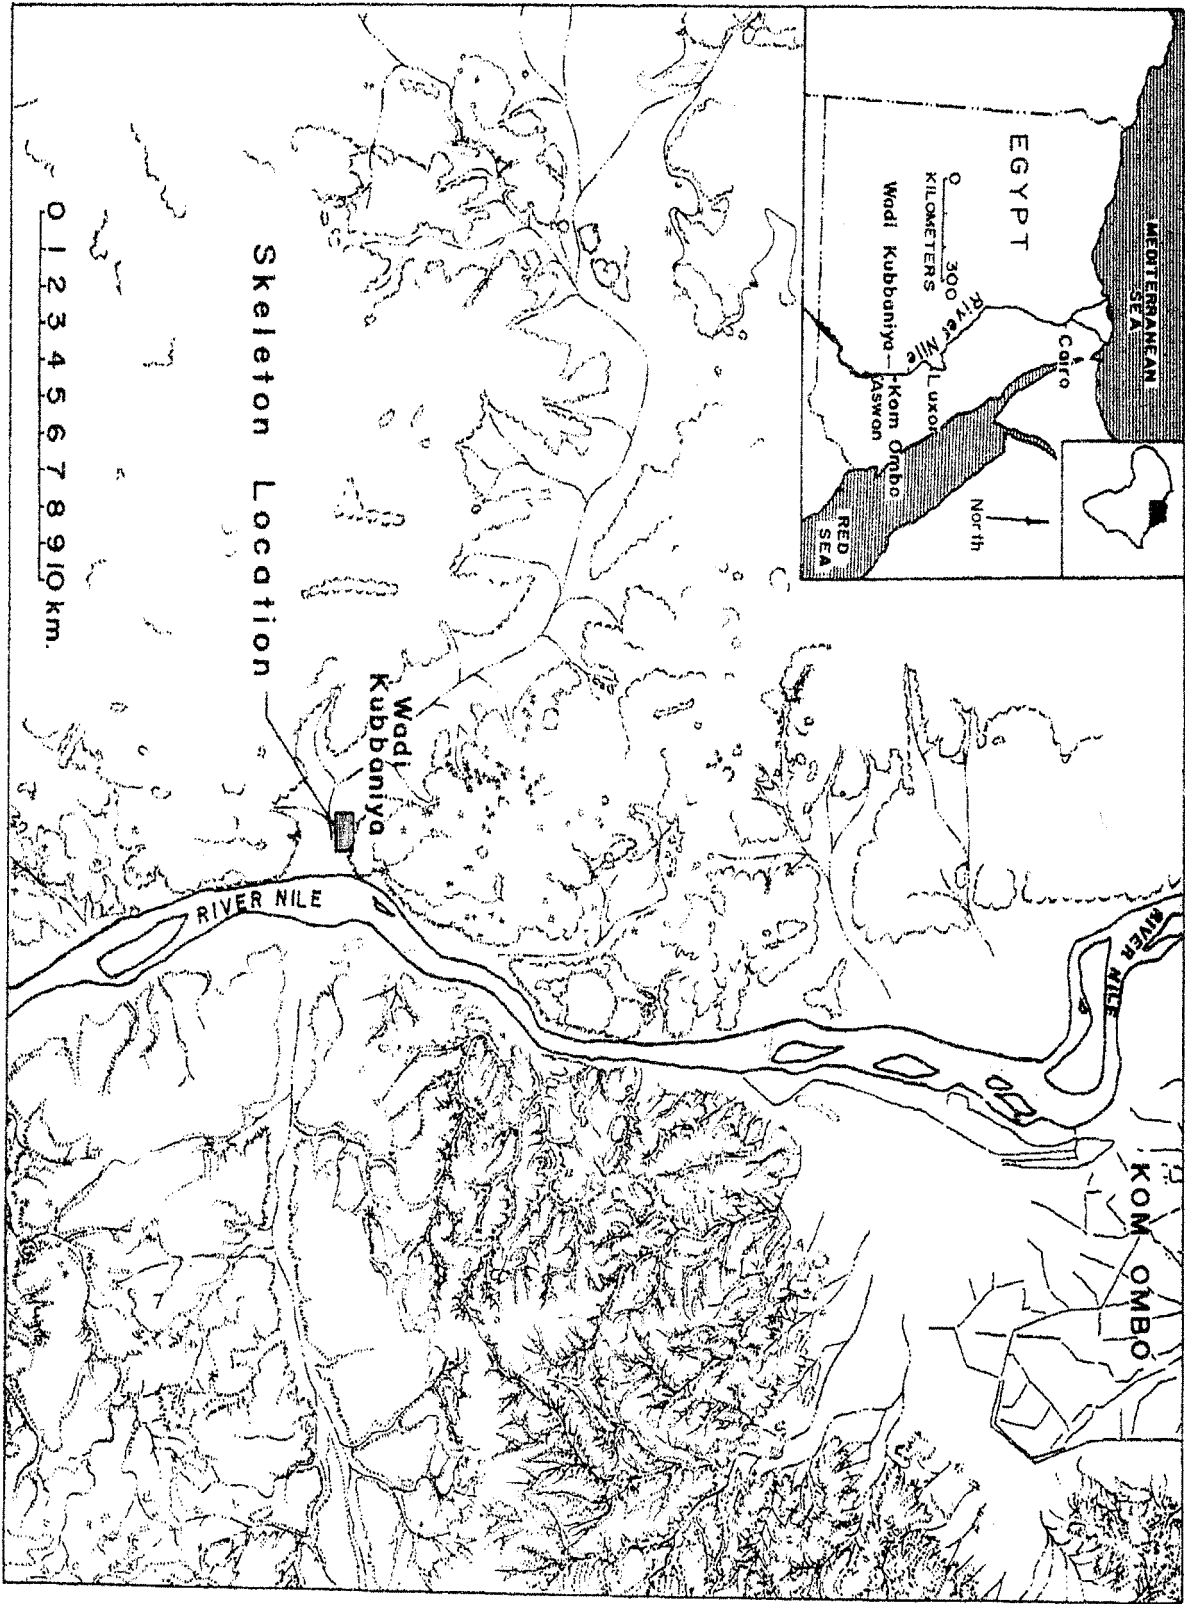 MEDITERRANEAN
SEA
EGYPT
Cairo
0 300
KILOMETERS
River Nile
Luxor
Wadi Kubbaniya
Kom Ombo
Aswan
North
RED
SEA
RIVER NILE
KOM OMBO
Wadi
Kubbaniya
RIVER NILE
Skeleton Location
0 1 2 3 4 5 6 7 8 9 10 km.